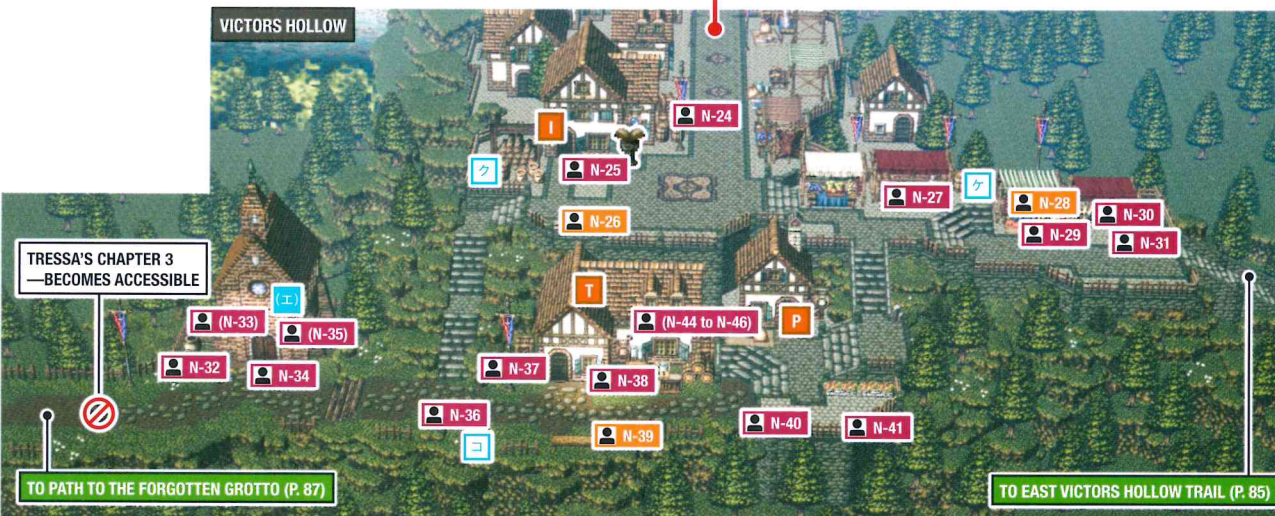 VICTORS HOLLOW
N-24
I
ク
N-25
N-27
ケ
N-28
N-30
N-26
N-29
N-31
TRESSA'S CHAPTER 3
—BECOMES ACCESSIBLE
(エ)
T
(N-33)
(N-35)
(N-44 to N-46)
P
N-32
N-34
N-37
N-38
N-36
N-40
N-41
コ
N-39
TO PATH TO THE FORGOTTEN GROTTO (P. 87)
TO EAST VICTORS HOLLOW TRAIL (P. 85)